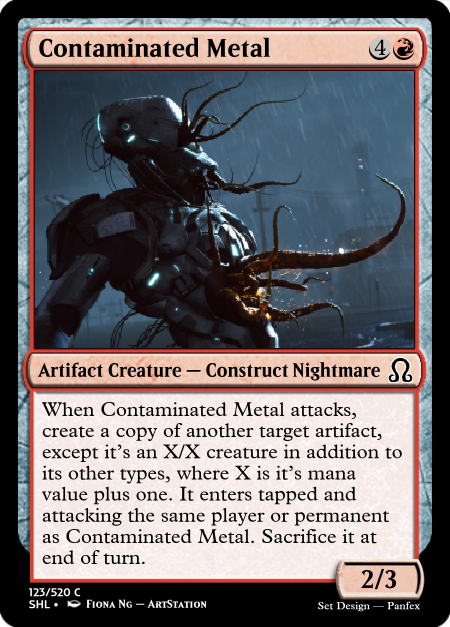 Contaminated Metal
4
Artifact Creature — Construct Nightmare
When Contaminated Metal attacks,
create a copy of another target artifact,
except it's an X/X creature in addition to
its other types, where X is it's mana
value plus one. It enters tapped and
attacking the same player or permanent
as Contaminated Metal. Sacrifice it at
end of turn.
2/3
123/520 C
SHL • Fiona Ng — ArtStation
Set Design — Panfex